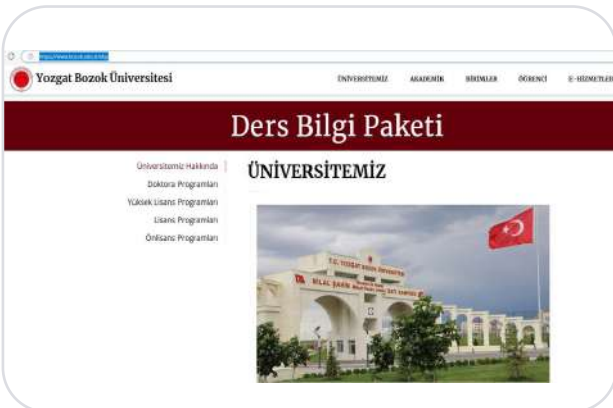 Yozgat Bozok Üniversitesi
ÜNİVERSİTEMİZ AKADEMİK BİRİMLER ÖĞRENCİ E-HİZMETLER
Ders Bilgi Paketi
Üniversitemiz Hakkında
Doktora Programları
Yüksek Lisans Programları
Lisans Programları
Önlisans Programları
ÜNİVERSİTEMİZ
T.C. YOZGAT BOZOK ÜNİVERSİTESİ
BİLAL ŞAHİN